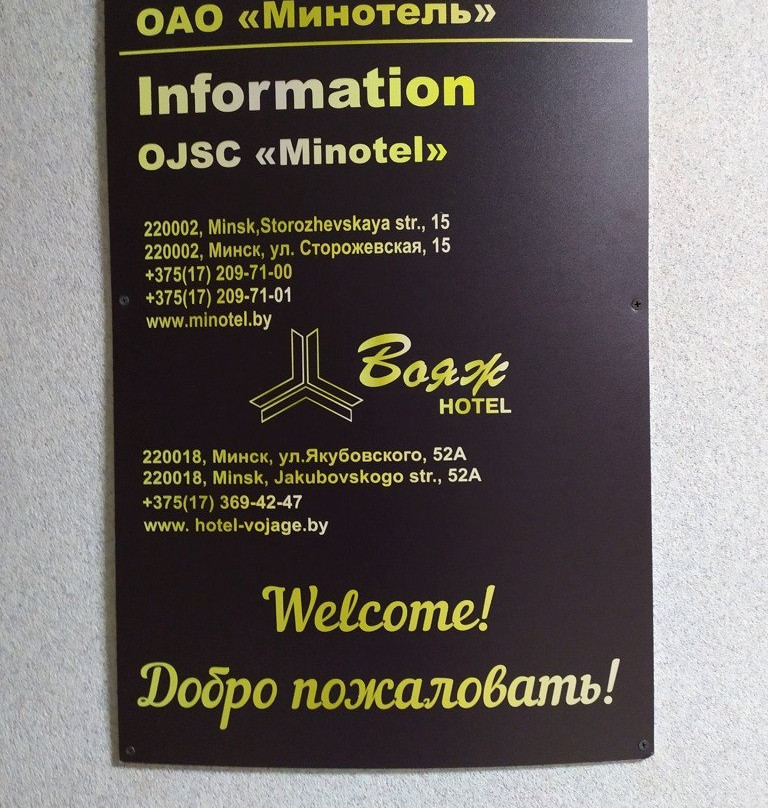 ОАО «Минотель»
Information
OJSC «Minotel»
220002, Minsk,Storozhevskaya str., 15
220002, Минск, ул. Сторожевская, 15
+375(17) 209-71-00
+375(17) 209-71-01
www.minotel.by
Вояж
HOTEL
220018, Минск, ул.Якубовского, 52А
220018, Minsk, Jakubovskogo str., 52A
+375(17) 369-42-47
www. hotel-vojage.by
Welcome!
Добро пожаловать!